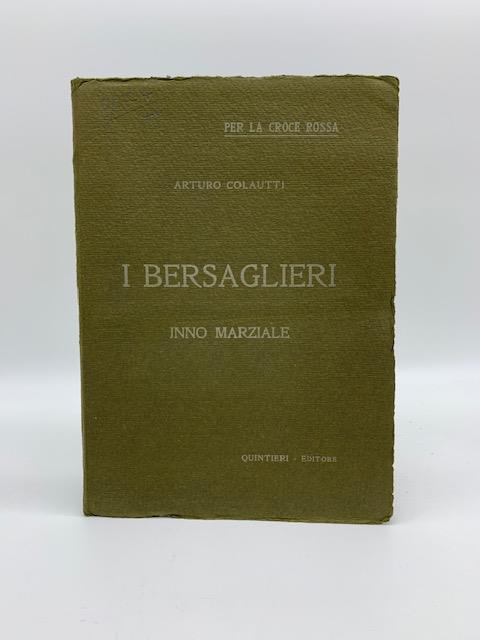 PER LA CROCE ROSSA
ARTURO COLAUTTI
I BERSAGLIERI
INNO MARZIALE
QUINTIERI - EDITORE